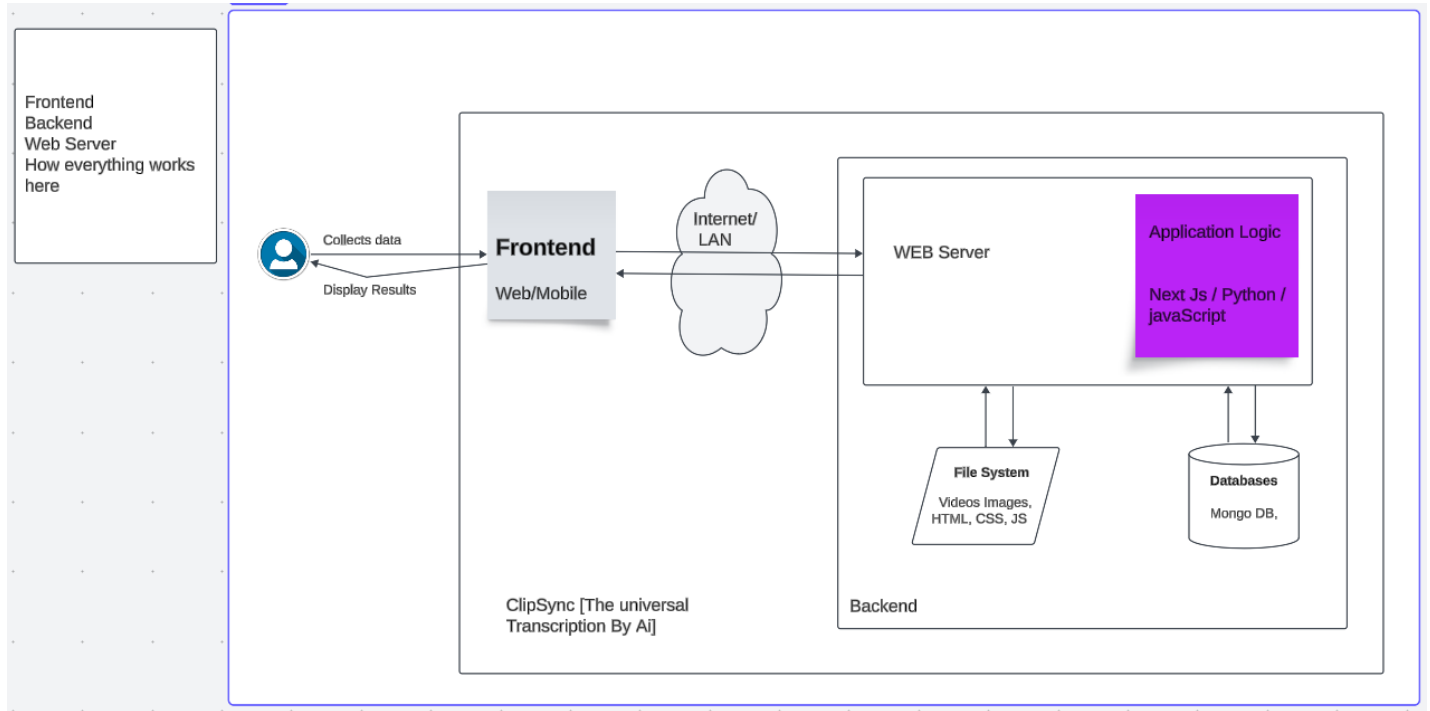 Frontend
Backend
Web Server
How everything works
here
Collects data
Display Results
Frontend
Web/Mobile
Internet/
LAN
WEB Server
Application Logic
Next Js / Python /
javaScript
File System
Videos Images,
HTML, CSS, JS
Databases
Mongo DB,
ClipSync [The universal
Transcription By Ai]
Backend